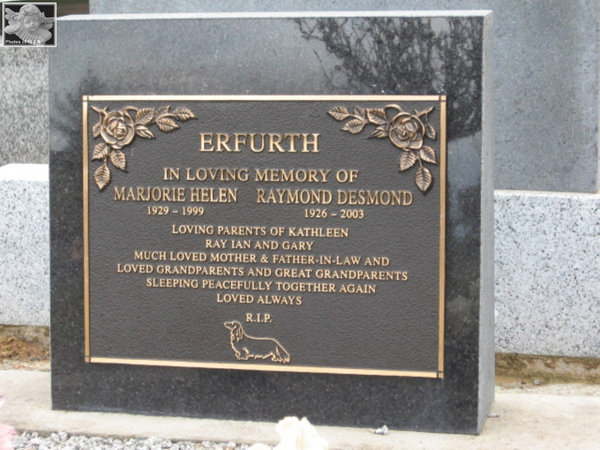 ERFURTH
IN LOVING MEMORY OF
MARJORIE HELEN RAYMOND DESMOND
1929 – 1999 1926 – 2003
LOVING PARENTS OF KATHLEEN
RAY IAN AND GARY
MUCH LOVED MOTHER & FATHER-IN-LAW AND
LOVED GRANDPARENTS AND GREAT GRANDPARENTS
SLEEPING PEACEFULLY TOGETHER AGAIN
LOVED ALWAYS
R.I.P.